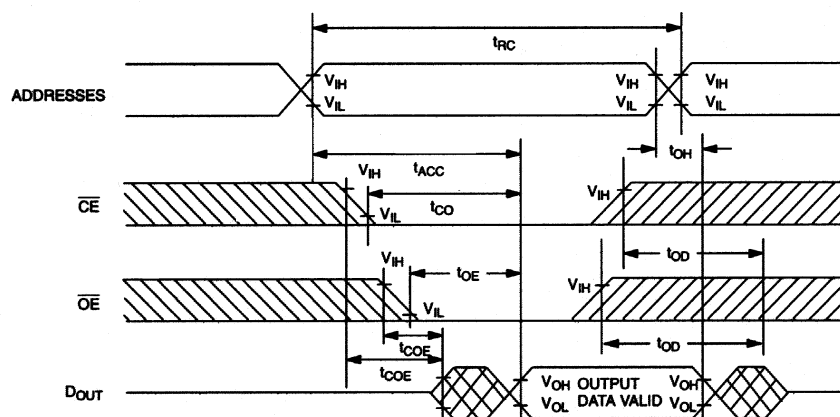 tRC
ADDRESSES
VIH
VIL
VIH
VIL
VIH
VIL
tOH
tACC
VIH
VIH
CE
tCO
VIL
tOD
VIH
tOE
VIH
OE
VIL
tCOE
tOD
tCOE
DOUT
VOH OUTPUT VOH
VOL DATA VALID VOL